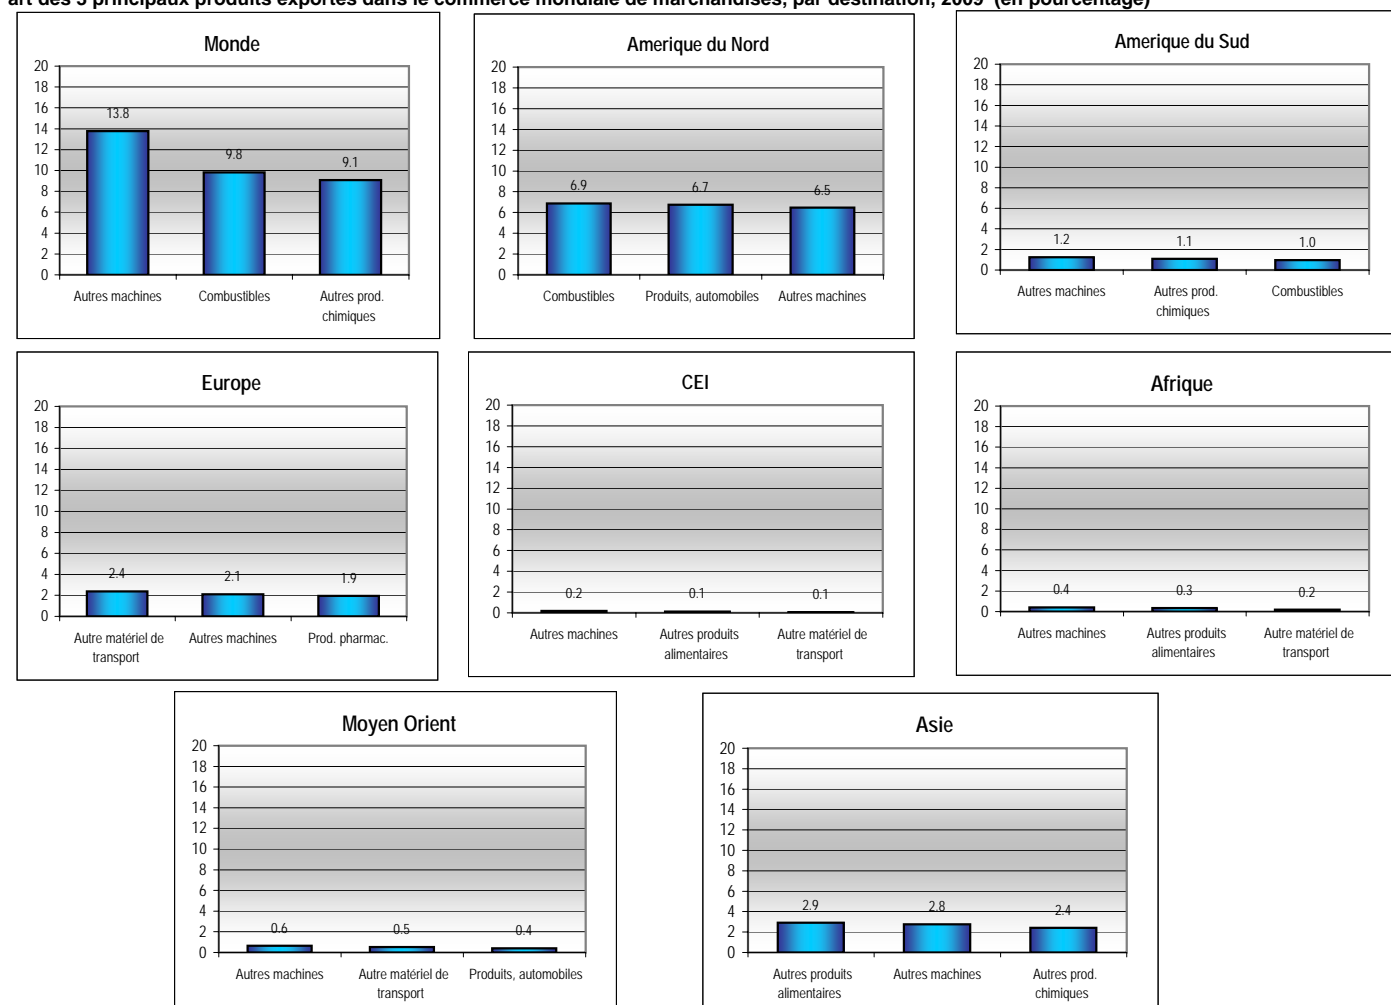 art des 3 principaux produits exportés dans le commerce mondiale de marchandises, par destination, 2009 (en pourcentage)
Monde
20
18
16
14
12
10
8
6
4
2
0
13.8
9.8
9.1
Autres machines
Combustibles
Autres prod.
chimiques
Amerique du Nord
20
18
16
14
12
10
8
6
4
2
0
6.9
6.7
6.5
Combustibles
Produits, automobiles
Autres machines
Amerique du Sud
20
18
16
14
12
10
8
6
4
2
0
1.2
1.1
1.0
Autres machines
Autres prod.
chimiques
Combustibles
Europe
20
18
16
14
12
10
8
6
4
2
0
2.4
2.1
1.9
Autre matériel de
transport
Autres machines
Prod. pharmac.
CEI
20
18
16
14
12
10
8
6
4
2
0
0.2
0.1
0.1
Autres machines
Autres produits
alimentaires
Autre matériel de
transport
Afrique
20
18
16
14
12
10
8
6
4
2
0
0.4
0.3
0.2
Autres machines
Autres produits
alimentaires
Autre matériel de
transport
Moyen Orient
20
18
16
14
12
10
8
6
4
2
0
0.6
0.5
0.4
Autres machines
Autre matériel de
transport
Produits, automobiles
Asie
20
18
16
14
12
10
8
6
4
2
0
2.9
2.8
2.4
Autres produits
alimentaires
Autres machines
Autres prod.
chimiques